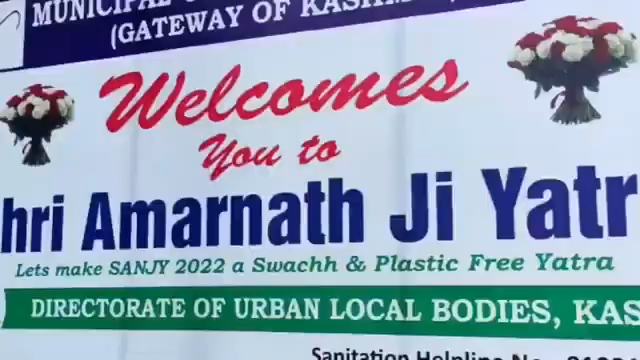 MUNICIPAL
(GATEWAY OF KASHM
Welcomes
You to
hri Amarnath Ji Yatr
Lets make SANJY 2022 a Swachh & Plastic Free Yatra
DIRECTORATE OF URBAN LOCAL BODIES, KAS
Sanitation Helpline No